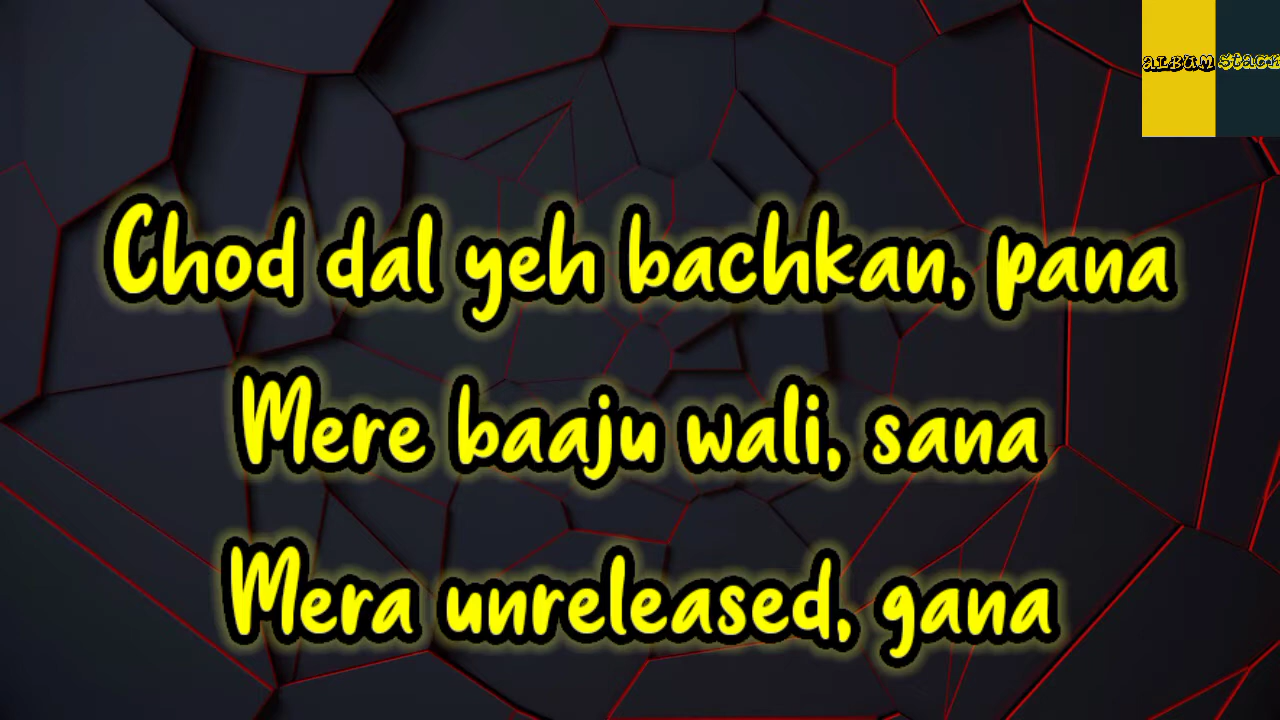 ALBUM Stack
Chod dal yeh bachkan, pana
Mere baaju wali, sana
Mera unreleased, gana